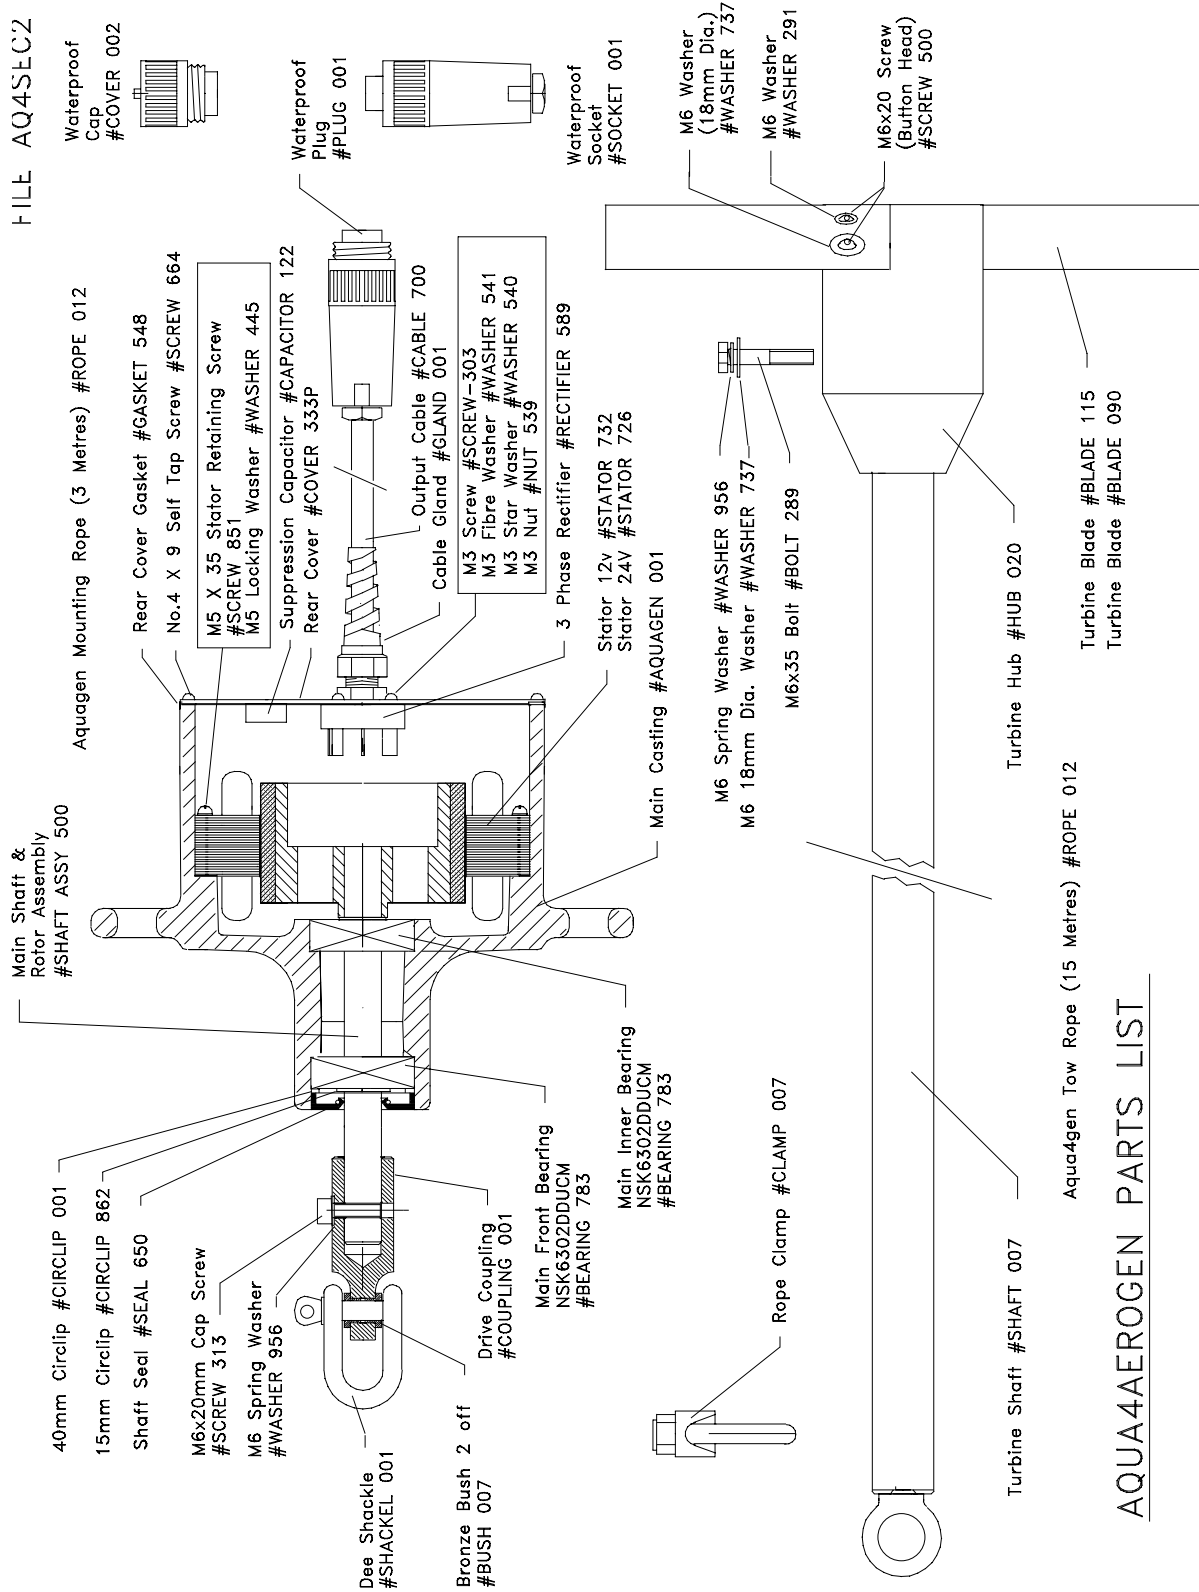 FILE AQ4SEC2
Waterproof
Cap
#COVER 002
Waterproof
Plug
#PLUG 001
Waterproof
Socket
#SOCKET 001
M6 Washer
(18mm Dia.)
#WASHER 737
M6 Washer
#WASHER 291
M6x20 Screw
(Button Head)
#SCREW 500
Aquagen Mounting Rope (3 Metres) #ROPE 012
Rear Cover Gasket #GASKET 548
No.4 X 9 Self Tap Screw #SCREW 664
M5 X 35 Stator Retaining Screw
#SCREW 851
M5 Locking Washer #WASHER 445
Suppression Capacitor #CAPACITOR 122
Rear Cover #COVER 333P
Output Cable #CABLE 700
Cable Gland #GLAND 001
M3 Screw #SCREW-303
M3 Fibre Washer #WASHER 541
M3 Star Washer #WASHER 540
M3 Nut #NUT 539
3 Phase Rectifier #RECTIFIER 589
Stator 12v #STATOR 732
Stator 24V #STATOR 726
Main Casting #AQUAGEN 001
M6 Spring Washer #WASHER 956
M6 18mm Dia. Washer #WASHER 737
M6x35 Bolt #BOLT 289
Turbine Hub #HUB 020
Turbine Blade #BLADE 115
Turbine Blade #BLADE 090
Main Shaft &
Rotor Assembly
#SHAFT ASSY 500
40mm Circlip #CIRCLIP 001
15mm Circlip #CIRCLIP 862
Shaft Seal #SEAL 650
M6x20mm Cap Screw
#SCREW 313
M6 Spring Washer
#WASHER 956
Dee Shackle
#SHACKEL 001
Bronze Bush 2 off
#BUSH 007
Drive Coupling
#COUPLING 001
Main Front Bearing
NSK6302DDUCM
#BEARING 783
Main Inner Bearing
NSK6302DDUCM
#BEARING 783
Rope Clamp #CLAMP 007
Turbine Shaft #SHAFT 007
Aqua4gen Tow Rope (15 Metres) #ROPE 012
AQUA4AEROGEN PARTS LIST